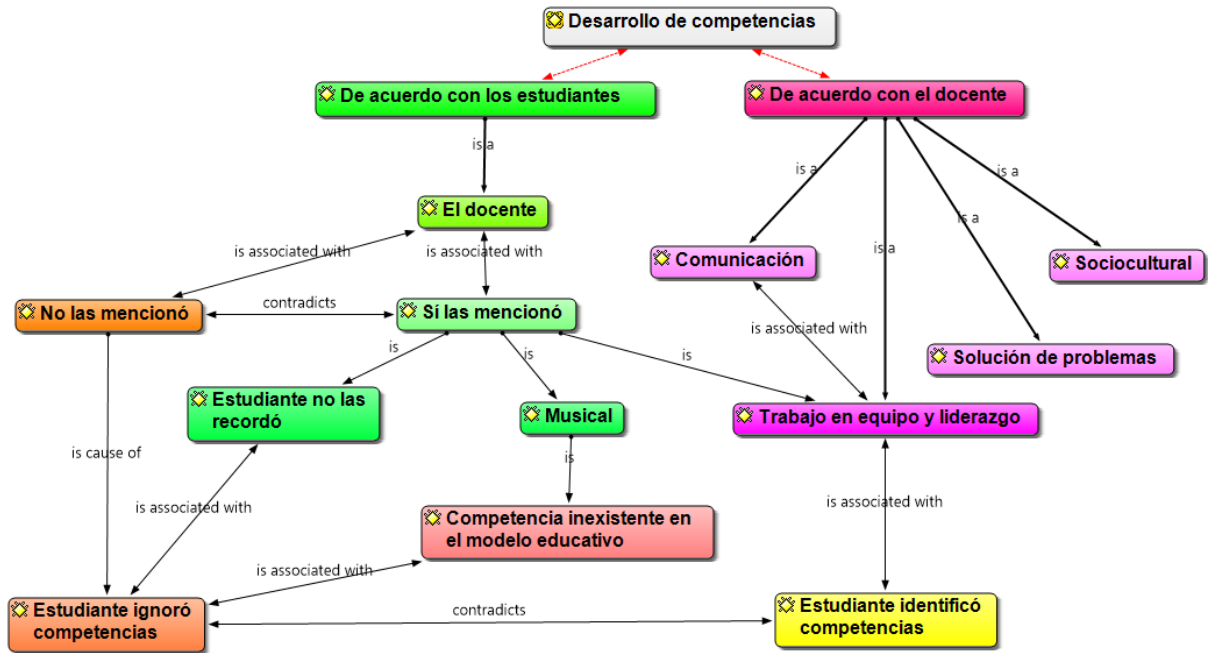 Desarrollo de competencias
De acuerdo con los estudiantes
De acuerdo con el docente
is a
is a
is a
is a
is a
El docente
is associated with
is associated with
Comunicación
Sociocultural
No las mencionó
contradicts
Sí las mencionó
is associated with
Solución de problemas
is
is
is
Estudiante no las
recordó
Musical
Trabajo en equipo y liderazgo
is cause of
is
is associated with
is associated with
Competencia inexistente en
el modelo educativo
is associated with
Estudiante ignoró
competencias
contradicts
Estudiante identificó
competencias